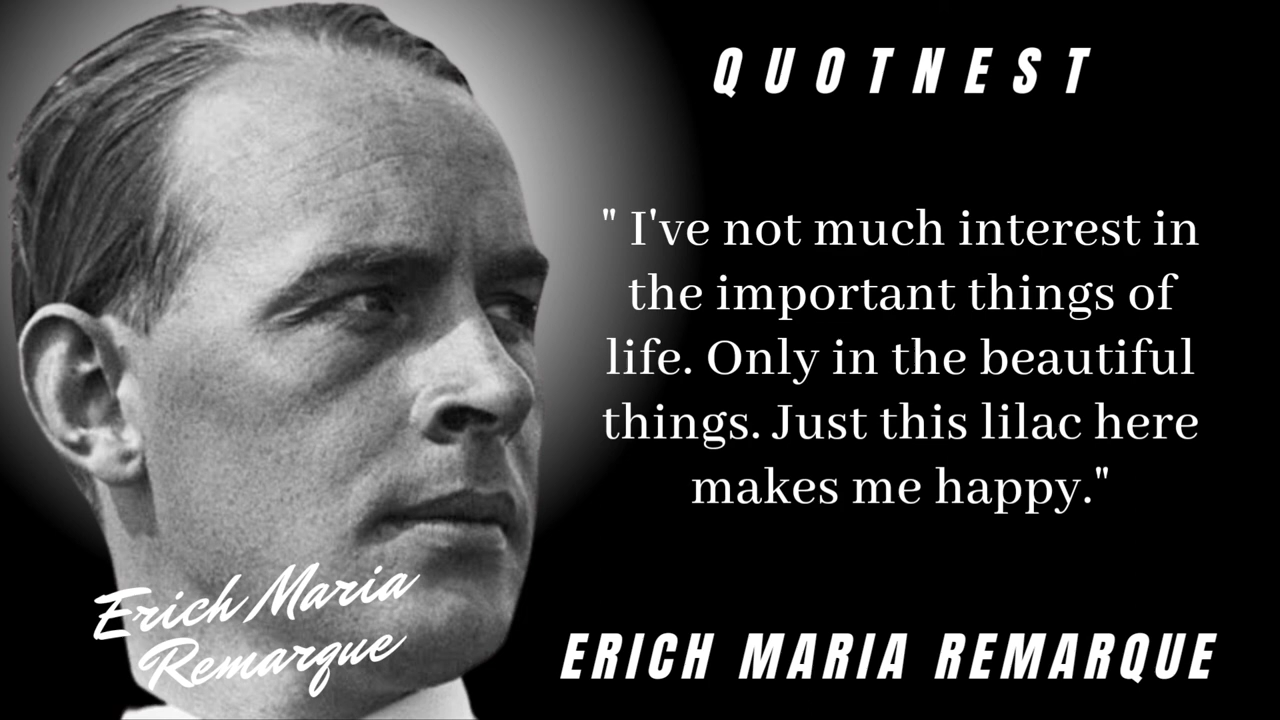 QUOTNEST
" I've not much interest in
the important things of
life. Only in the beautiful
things. Just this lilac here
makes me happy."
Erich Maria
Remarque
ERICH MARIA REMARQUE